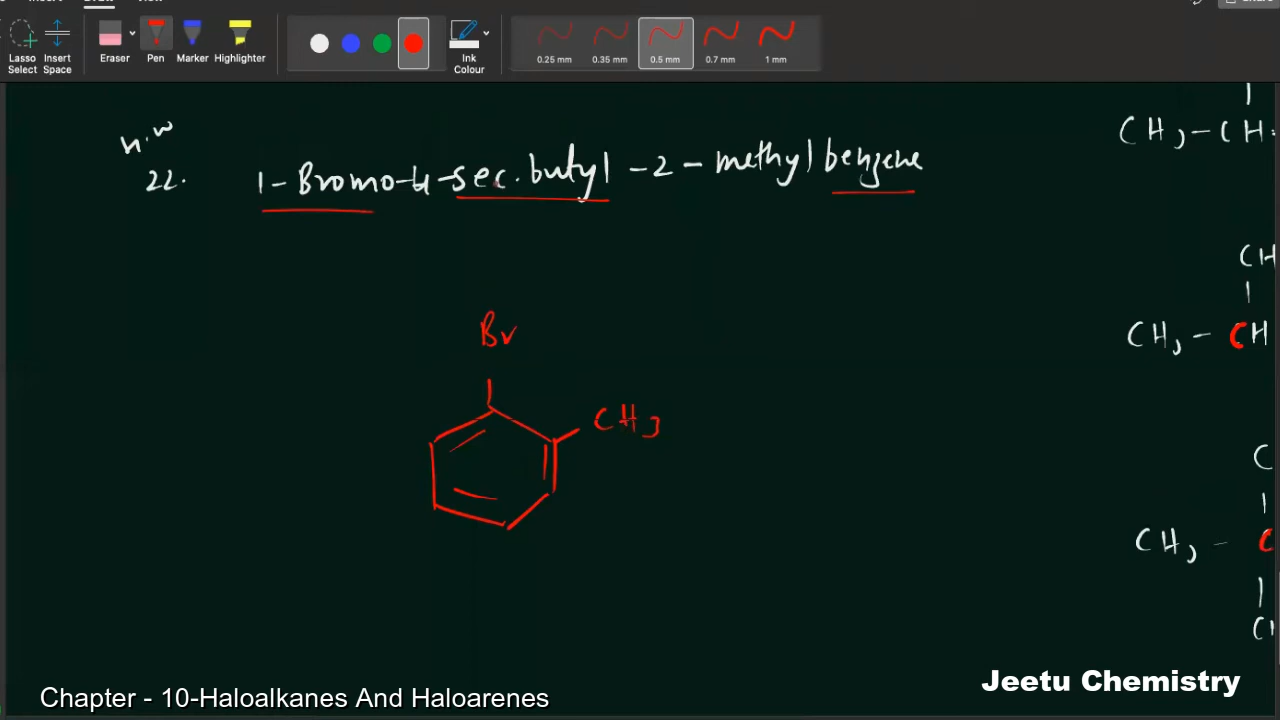 Lasso Select
Insert Space
Eraser
Pen
Marker
Highlighter
Ink Colour
0.25 mm
0.35 mm
0.5 mm
0.7 mm
1 mm
H.W
22. 1-Bromo-4-sec.butyl-2-methylbenzene
CH3-CH-
Br
CH3
CH
CH3-CH
C
CH3-C
CH
Jeetu Chemistry
Chapter - 10-Haloalkanes And Haloarenes